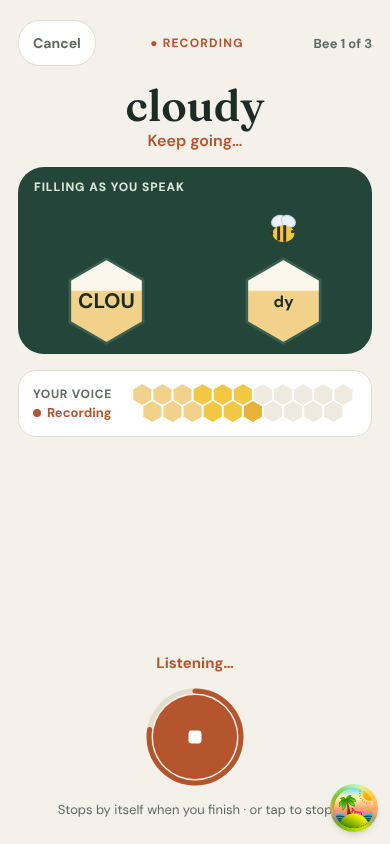 Cancel
● RECORDING
Bee 1 of 3
cloudy
Keep going…
FILLING AS YOU SPEAK
CLOU
dy
YOUR VOICE
Recording
Listening…
Stops by itself when you finish · or tap to stop